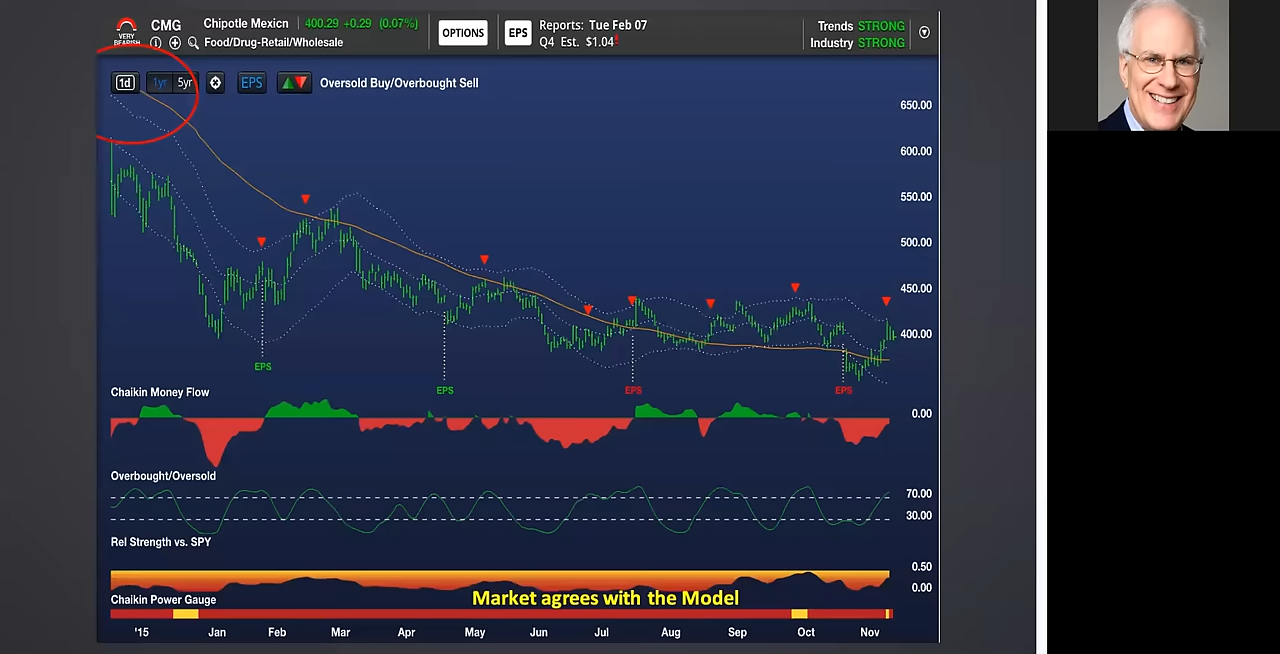 CMG
Chipotle Mexicn
400.29 +0.29 (0.07%)
VERY BEARISH
Food/Drug-Retail/Wholesale
OPTIONS
EPS
Reports: Tue Feb 07
Q4 Est. $1.04!
Trends STRONG
Industry STRONG
1d
1yr
5yr
EPS
Oversold Buy/Overbought Sell
650.00
600.00
550.00
500.00
450.00
400.00
EPS
EPS
EPS
EPS
Chaikin Money Flow
0.00
Overbought/Oversold
70.00
30.00
Rel Strength vs. SPY
0.50
0.00
Chaikin Power Gauge
Market agrees with the Model
'15
Jan
Feb
Mar
Apr
May
Jun
Jul
Aug
Sep
Oct
Nov